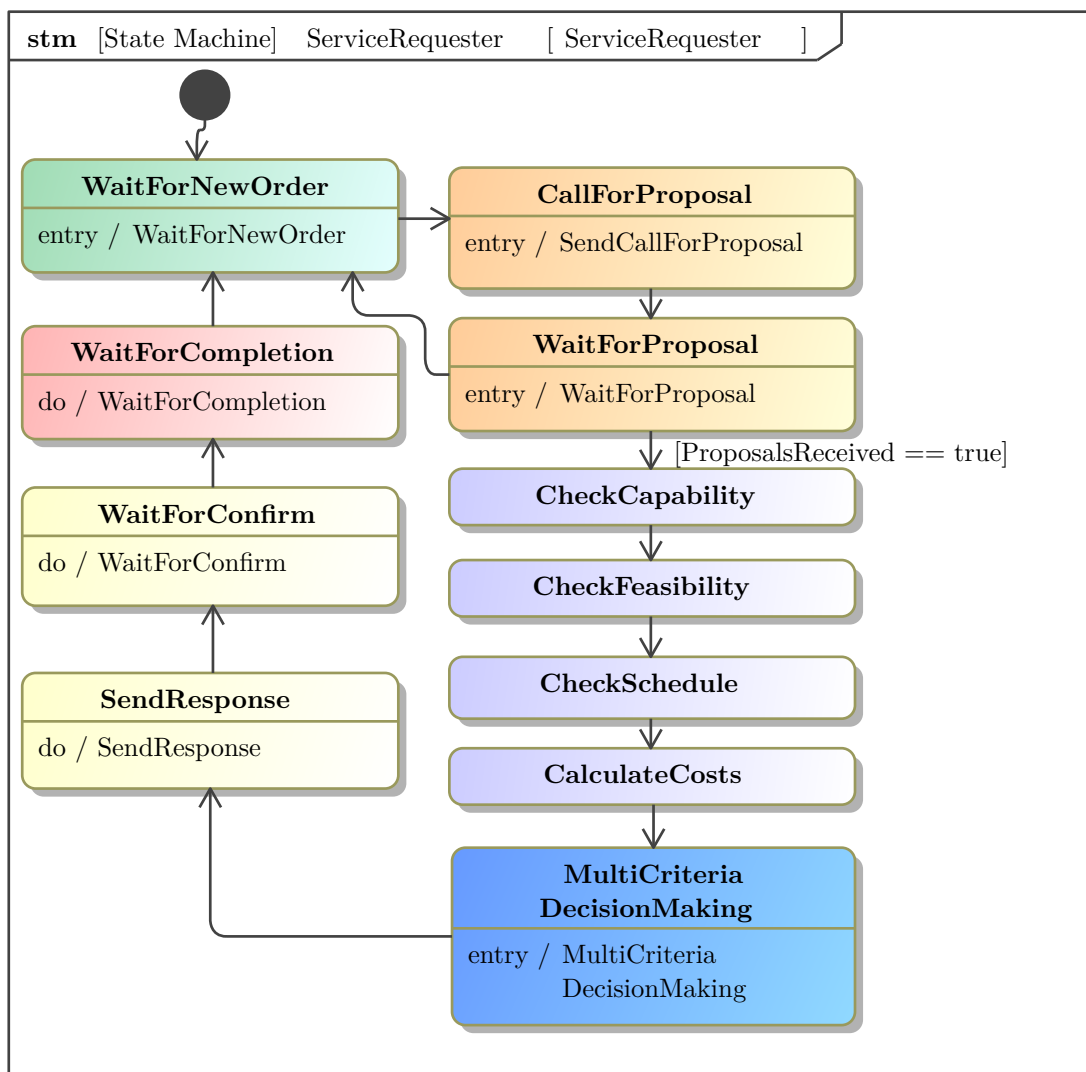 stm [State Machine] ServiceRequester [ ServiceRequester ]
WaitForNewOrder
entry / WaitForNewOrder
CallForProposal
entry / SendCallForProposal
WaitForCompletion
do / WaitForCompletion
WaitForProposal
entry / WaitForProposal
[ProposalsReceived == true]
CheckCapability
WaitForConfirm
do / WaitForConfirm
CheckFeasibility
CheckSchedule
SendResponse
do / SendResponse
CalculateCosts
MultiCriteria
DecisionMaking
entry / MultiCriteria
DecisionMaking